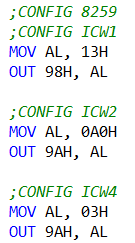 ;CONFIG 8259
;CONFIG ICW1
MOV AL, 13H
OUT 98H, AL
;CONFIG ICW2
MOV AL, 0A0H
OUT 9AH, AL
;CONFIG ICW4
MOV AL, 03H
OUT 9AH, AL